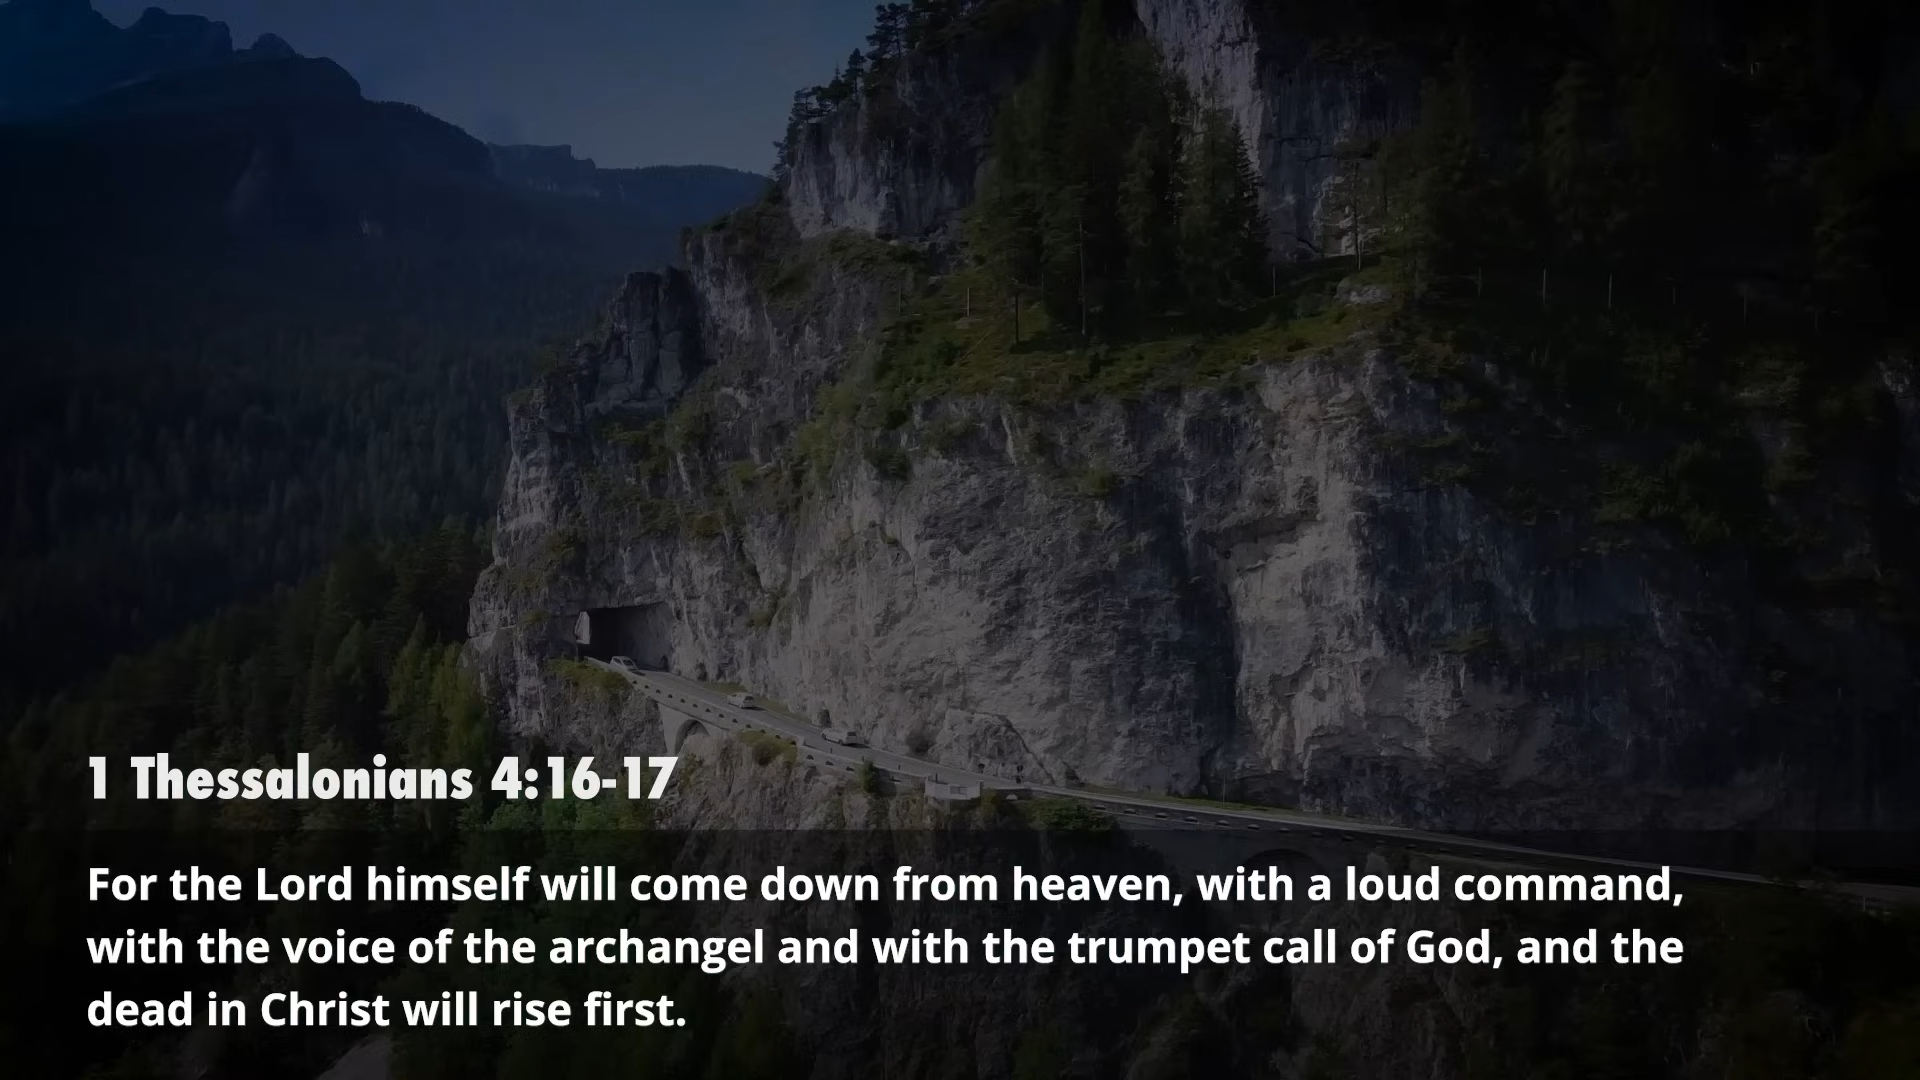 1 Thessalonians 4:16-17
For the Lord himself will come down from heaven, with a loud command,
with the voice of the archangel and with the trumpet call of God, and the
dead in Christ will rise first.